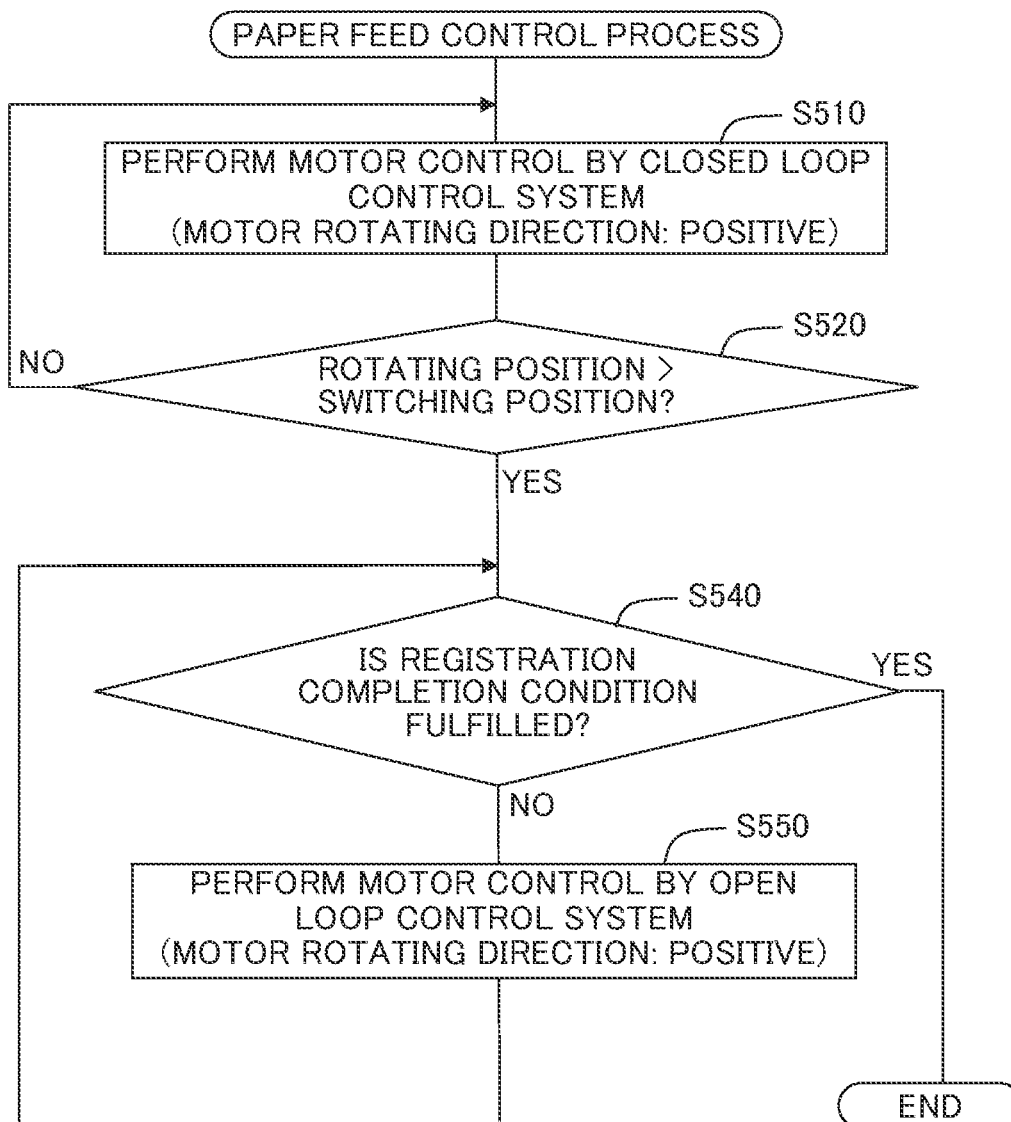 PAPER FEED CONTROL PROCESS
S510
PERFORM MOTOR CONTROL BY CLOSED LOOP
CONTROL SYSTEM
(MOTOR ROTATING DIRECTION: POSITIVE)
S520
NO
ROTATING POSITION >
SWITCHING POSITION?
YES
S540
IS REGISTRATION
COMPLETION CONDITION
FULFILLED?
YES
NO
S550
PERFORM MOTOR CONTROL BY OPEN
LOOP CONTROL SYSTEM
(MOTOR ROTATING DIRECTION: POSITIVE)
END